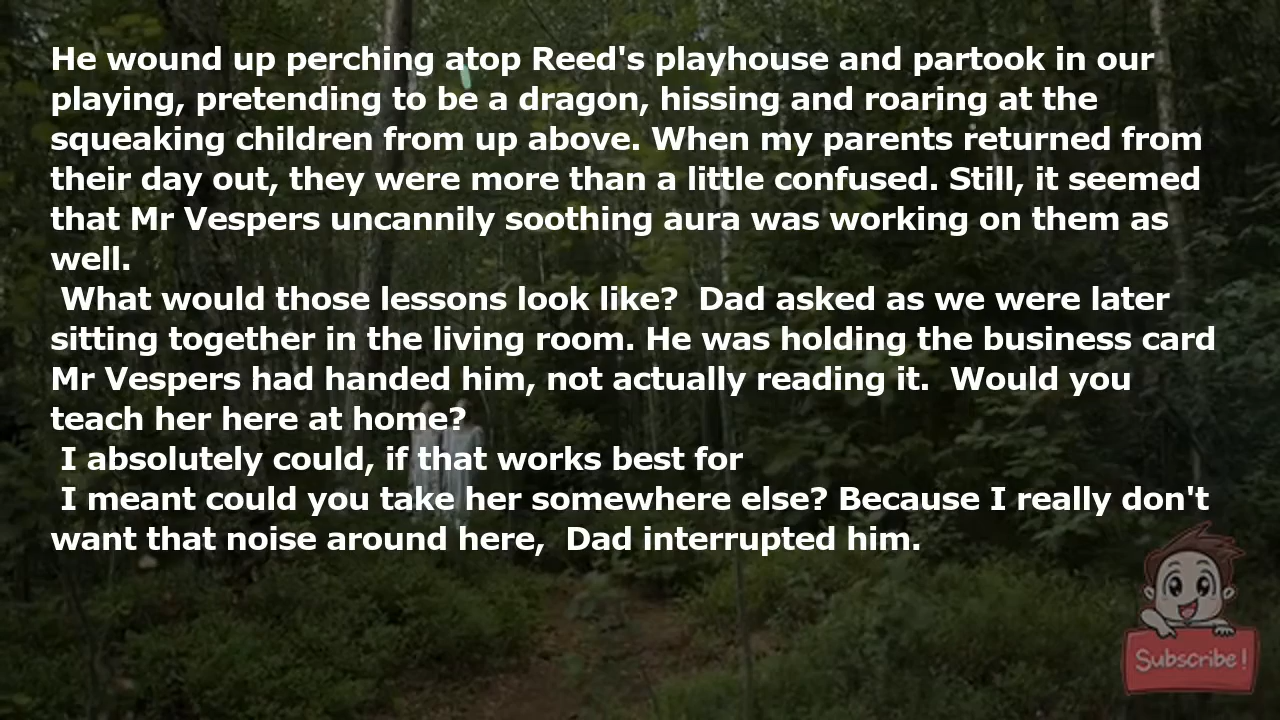 He wound up perching atop Reed's playhouse and partook in our
playing, pretending to be a dragon, hissing and roaring at the
squeaking children from up above. When my parents returned from
their day out, they were more than a little confused. Still, it seemed
that Mr Vespers uncannily soothing aura was working on them as
well.
What would those lessons look like?  Dad asked as we were later
sitting together in the living room. He was holding the business card
Mr Vespers had handed him, not actually reading it.  Would you
teach her here at home?
I absolutely could, if that works best for
I meant could you take her somewhere else? Because I really don't
want that noise around here,  Dad interrupted him.
Subscribe!